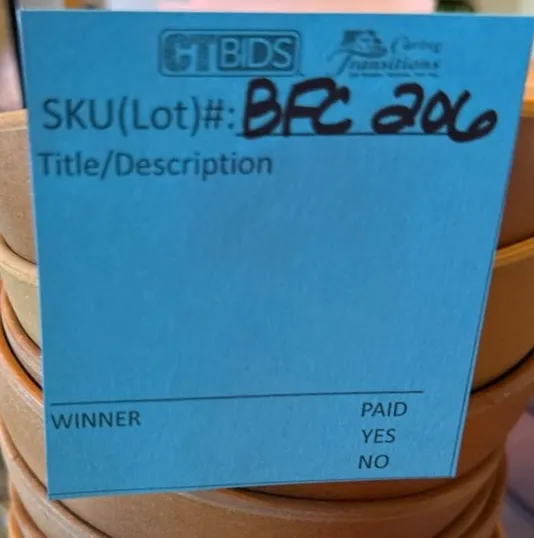 CTBIDS Caring Transitions
SKU(Lot)#: BFC 206
Title/Description
WINNER PAID
YES
NO